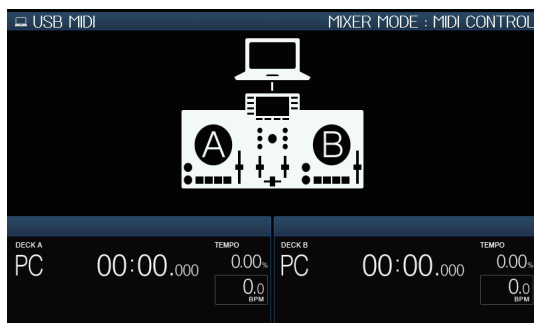 USB MIDI
MIXER MODE : MIDI CONTROL
A
B
DECK A
PC
00:00.000
TEMPO
0.00%
0.0
BPM
DECK B
PC
00:00.000
TEMPO
0.00%
0.0
BPM